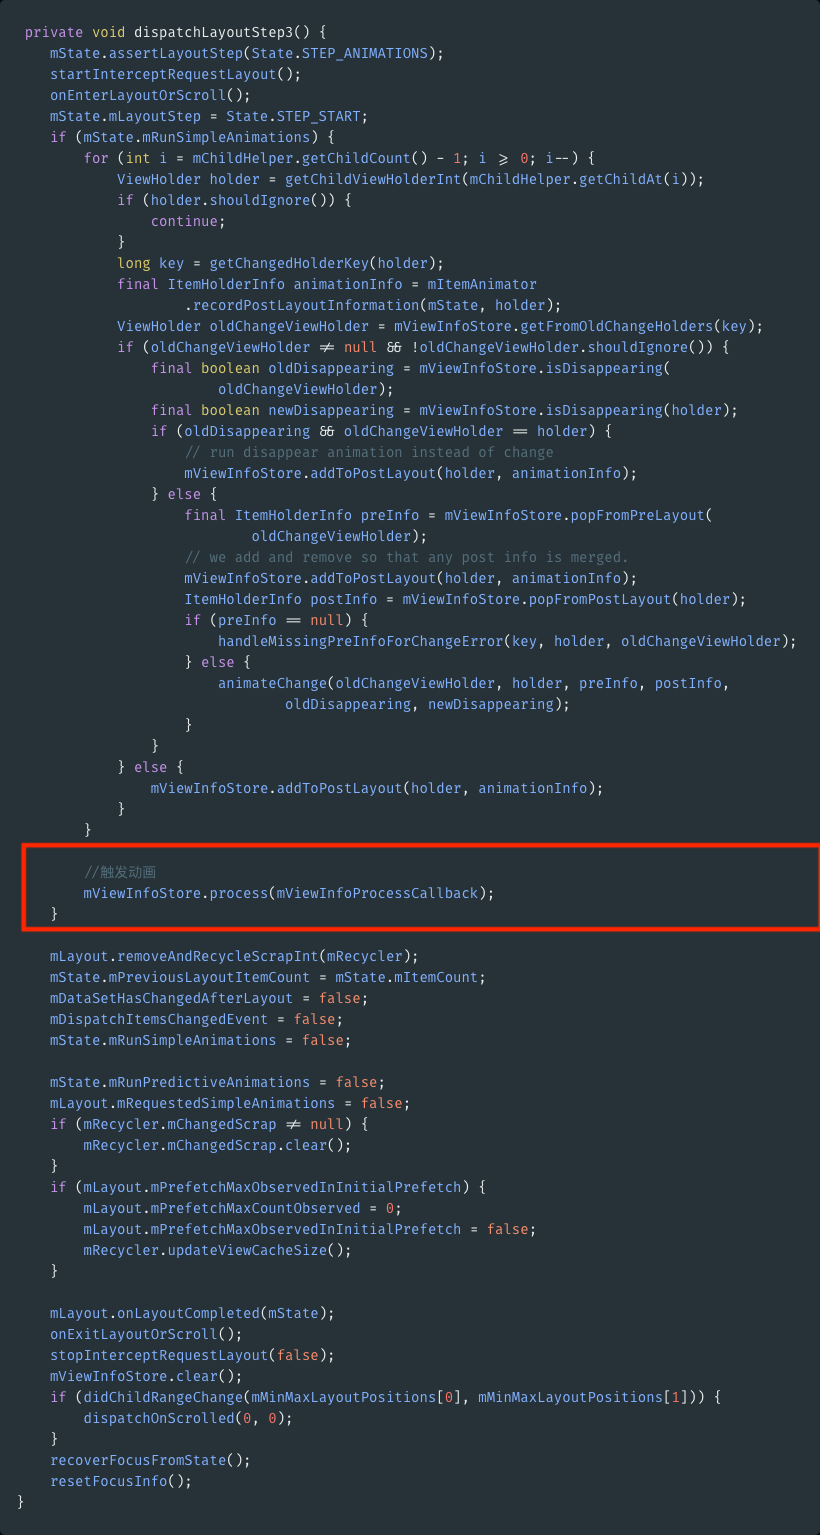 private void dispatchLayoutStep3() {
mState.assertLayoutStep(State.STEP_ANIMATIONS);
startInterceptRequestLayout();
onEnterLayoutOrScroll();
mState.mLayoutStep = State.STEP_START;
if (mState.mRunSimpleAnimations) {
for (int i = mChildHelper.getChildCount() - 1; i >= 0; i--) {
ViewHolder holder = getChildViewHolderInt(mChildHelper.getChildAt(i));
if (holder.shouldIgnore()) {
continue;
}
long key = getChangedHolderKey(holder);
final ItemHolderInfo animationInfo = mItemAnimator
.recordPostLayoutInformation(mState, holder);
ViewHolder oldChangeViewHolder = mViewInfoStore.getFromOldChangeHolders(key);
if (oldChangeViewHolder != null && !oldChangeViewHolder.shouldIgnore()) {
final boolean oldDisappearing = mViewInfoStore.isDisappearing(
oldChangeViewHolder);
final boolean newDisappearing = mViewInfoStore.isDisappearing(holder);
if (oldDisappearing && oldChangeViewHolder == holder) {
// run disappear animation instead of change
mViewInfoStore.addToPostLayout(holder, animationInfo);
} else {
final ItemHolderInfo preInfo = mViewInfoStore.popFromPreLayout(
oldChangeViewHolder);
// we add and remove so that any post info is merged.
mViewInfoStore.addToPostLayout(holder, animationInfo);
ItemHolderInfo postInfo = mViewInfoStore.popFromPostLayout(holder);
if (preInfo == null) {
handleMissingPreInfoForChangeError(key, holder, oldChangeViewHolder);
} else {
animateChange(oldChangeViewHolder, holder, preInfo, postInfo,
oldDisappearing, newDisappearing);
}
}
} else {
mViewInfoStore.addToPostLayout(holder, animationInfo);
}
}
//触发动画
mViewInfoStore.process(mViewInfoProcessCallback);
}
mLayout.removeAndRecycleScrapInt(mRecycler);
mState.mPreviousLayoutItemCount = mState.mItemCount;
mDataSetHasChangedAfterLayout = false;
mDispatchItemsChangedEvent = false;
mState.mRunSimpleAnimations = false;
mState.mRunPredictiveAnimations = false;
mLayout.mRequestedSimpleAnimations = false;
if (mRecycler.mChangedScrap != null) {
mRecycler.mChangedScrap.clear();
}
if (mLayout.mPrefetchMaxObservedInInitialPrefetch) {
mLayout.mPrefetchMaxCountObserved = 0;
mLayout.mPrefetchMaxObservedInInitialPrefetch = false;
mRecycler.updateViewCacheSize();
}
mLayout.onLayoutCompleted(mState);
onExitLayoutOrScroll();
stopInterceptRequestLayout(false);
mViewInfoStore.clear();
if (didChildRangeChange(mMinMaxLayoutPositions[0], mMinMaxLayoutPositions[1])) {
dispatchOnScrolled(0, 0);
}
recoverFocusFromState();
resetFocusInfo();
}